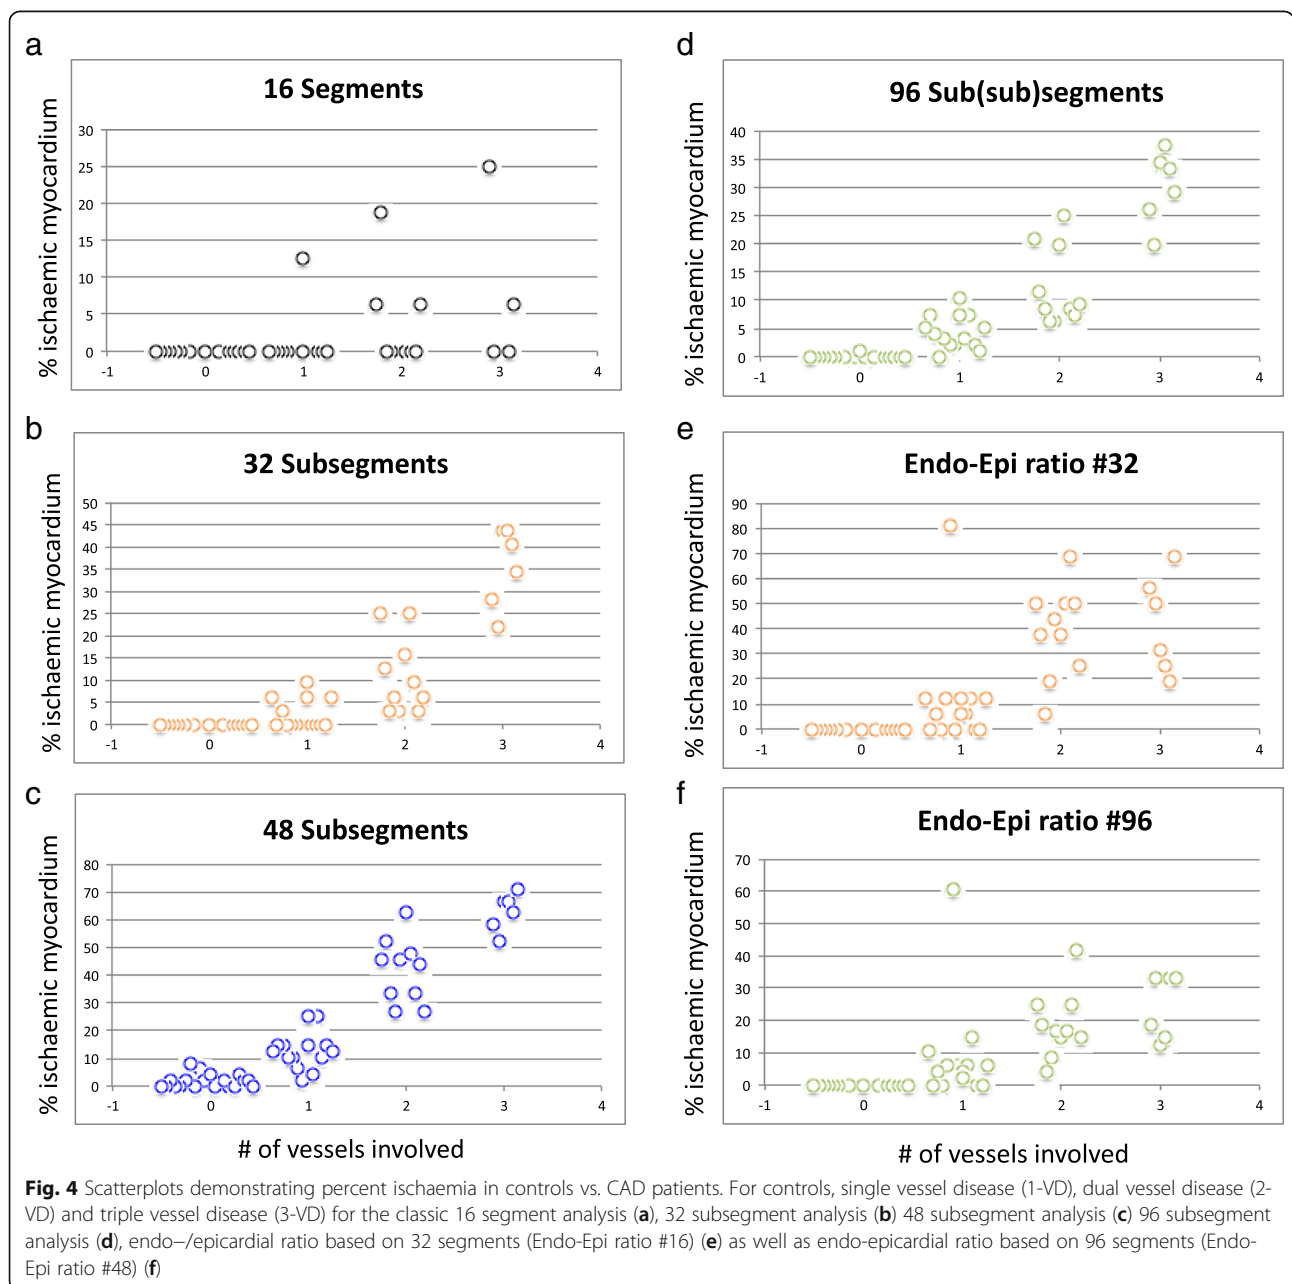 a
16 Segments
% ischaemic myocardium
30
25
20
15
10
5
0
-1 0 1 2 3 4
b
32 Subsegments
% ischaemic myocardium
50
45
40
35
30
25
20
15
10
5
0
-1 0 1 2 3 4
c
48 Subsegments
% ischaemic myocardium
80
70
60
50
40
30
20
10
0
-1 0 1 2 3 4
# of vessels involved
d
96 Sub(sub)segments
% ischaemic myocardium
40
35
30
25
20
15
10
5
0
-1 0 1 2 3 4
e
Endo-Epi ratio #32
% ischaemic myocardium
90
80
70
60
50
40
30
20
10
0
-1 0 1 2 3 4
f
Endo-Epi ratio #96
% ischaemic myocardium
70
60
50
40
30
20
10
0
-1 0 1 2 3 4
# of vessels involved
Fig. 4 Scatterplots demonstrating percent ischaemia in controls vs. CAD patients. For controls, single vessel disease (1-VD), dual vessel disease (2-
VD) and triple vessel disease (3-VD) for the classic 16 segment analysis (a), 32 subsegment analysis (b) 48 subsegment analysis (c) 96 subsegment
analysis (d), endo–/epicardial ratio based on 32 segments (Endo-Epi ratio #16) (e) as well as endo-epicardial ratio based on 96 segments (Endo-
Epi ratio #48) (f)